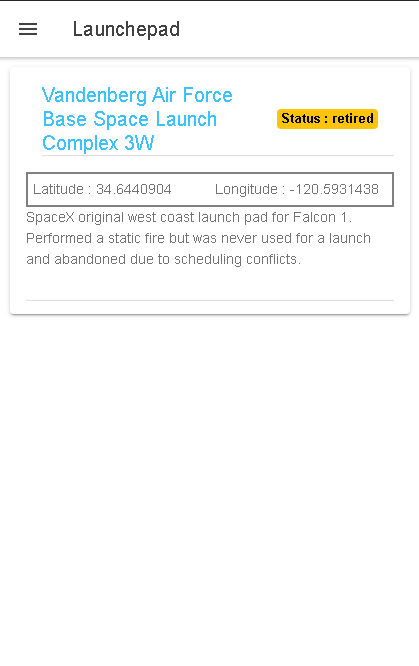 Launchepad
Vandenberg Air Force
Base Space Launch
Complex 3W
Status : retired
Latitude : 34.6440904 Longitude : -120.5931438
SpaceX original west coast launch pad for Falcon 1.
Performed a static fire but was never used for a launch
and abandoned due to scheduling conflicts.